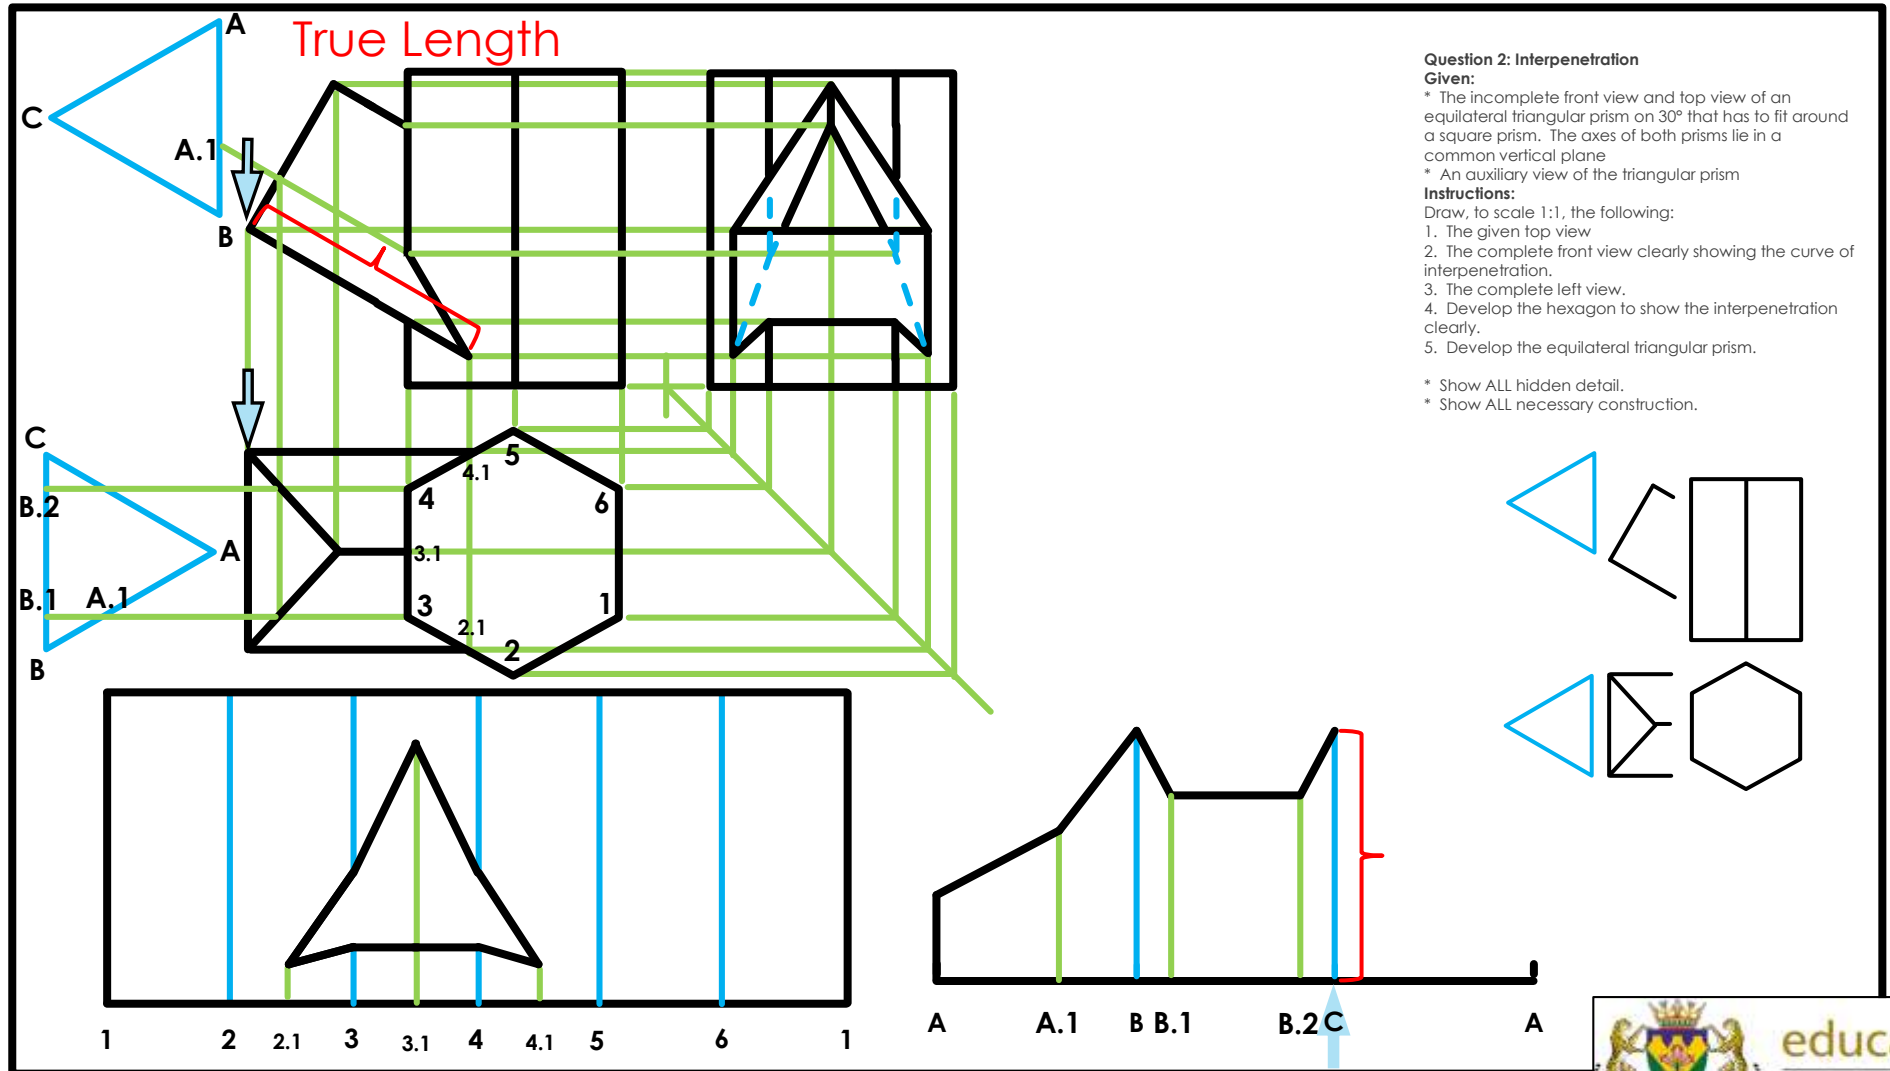 A
True Length
C
A.1
B
Question 2: Interpenetration
Given:
* The incomplete front view and top view of an
equilateral triangular prism on 30° that has to fit around
a square prism. The axes of both prisms lie in a
common vertical plane
* An auxiliary view of the triangular prism
Instructions:
Draw, to scale 1:1, the following:
1. The given top view
2. The complete front view clearly showing the curve of
interpenetration.
3. The complete left view.
4. Develop the hexagon to show the interpenetration
clearly.
5. Develop the equilateral triangular prism.
* Show ALL hidden detail.
* Show ALL necessary construction.
C
B.2
A
B.1
A.1
B
5
4.1
4
6
3.1
3
1
2.1
2
1 2 2.1 3 3.1 4 4.1 5 6 1
A A.1 B B.1 B.2 C A